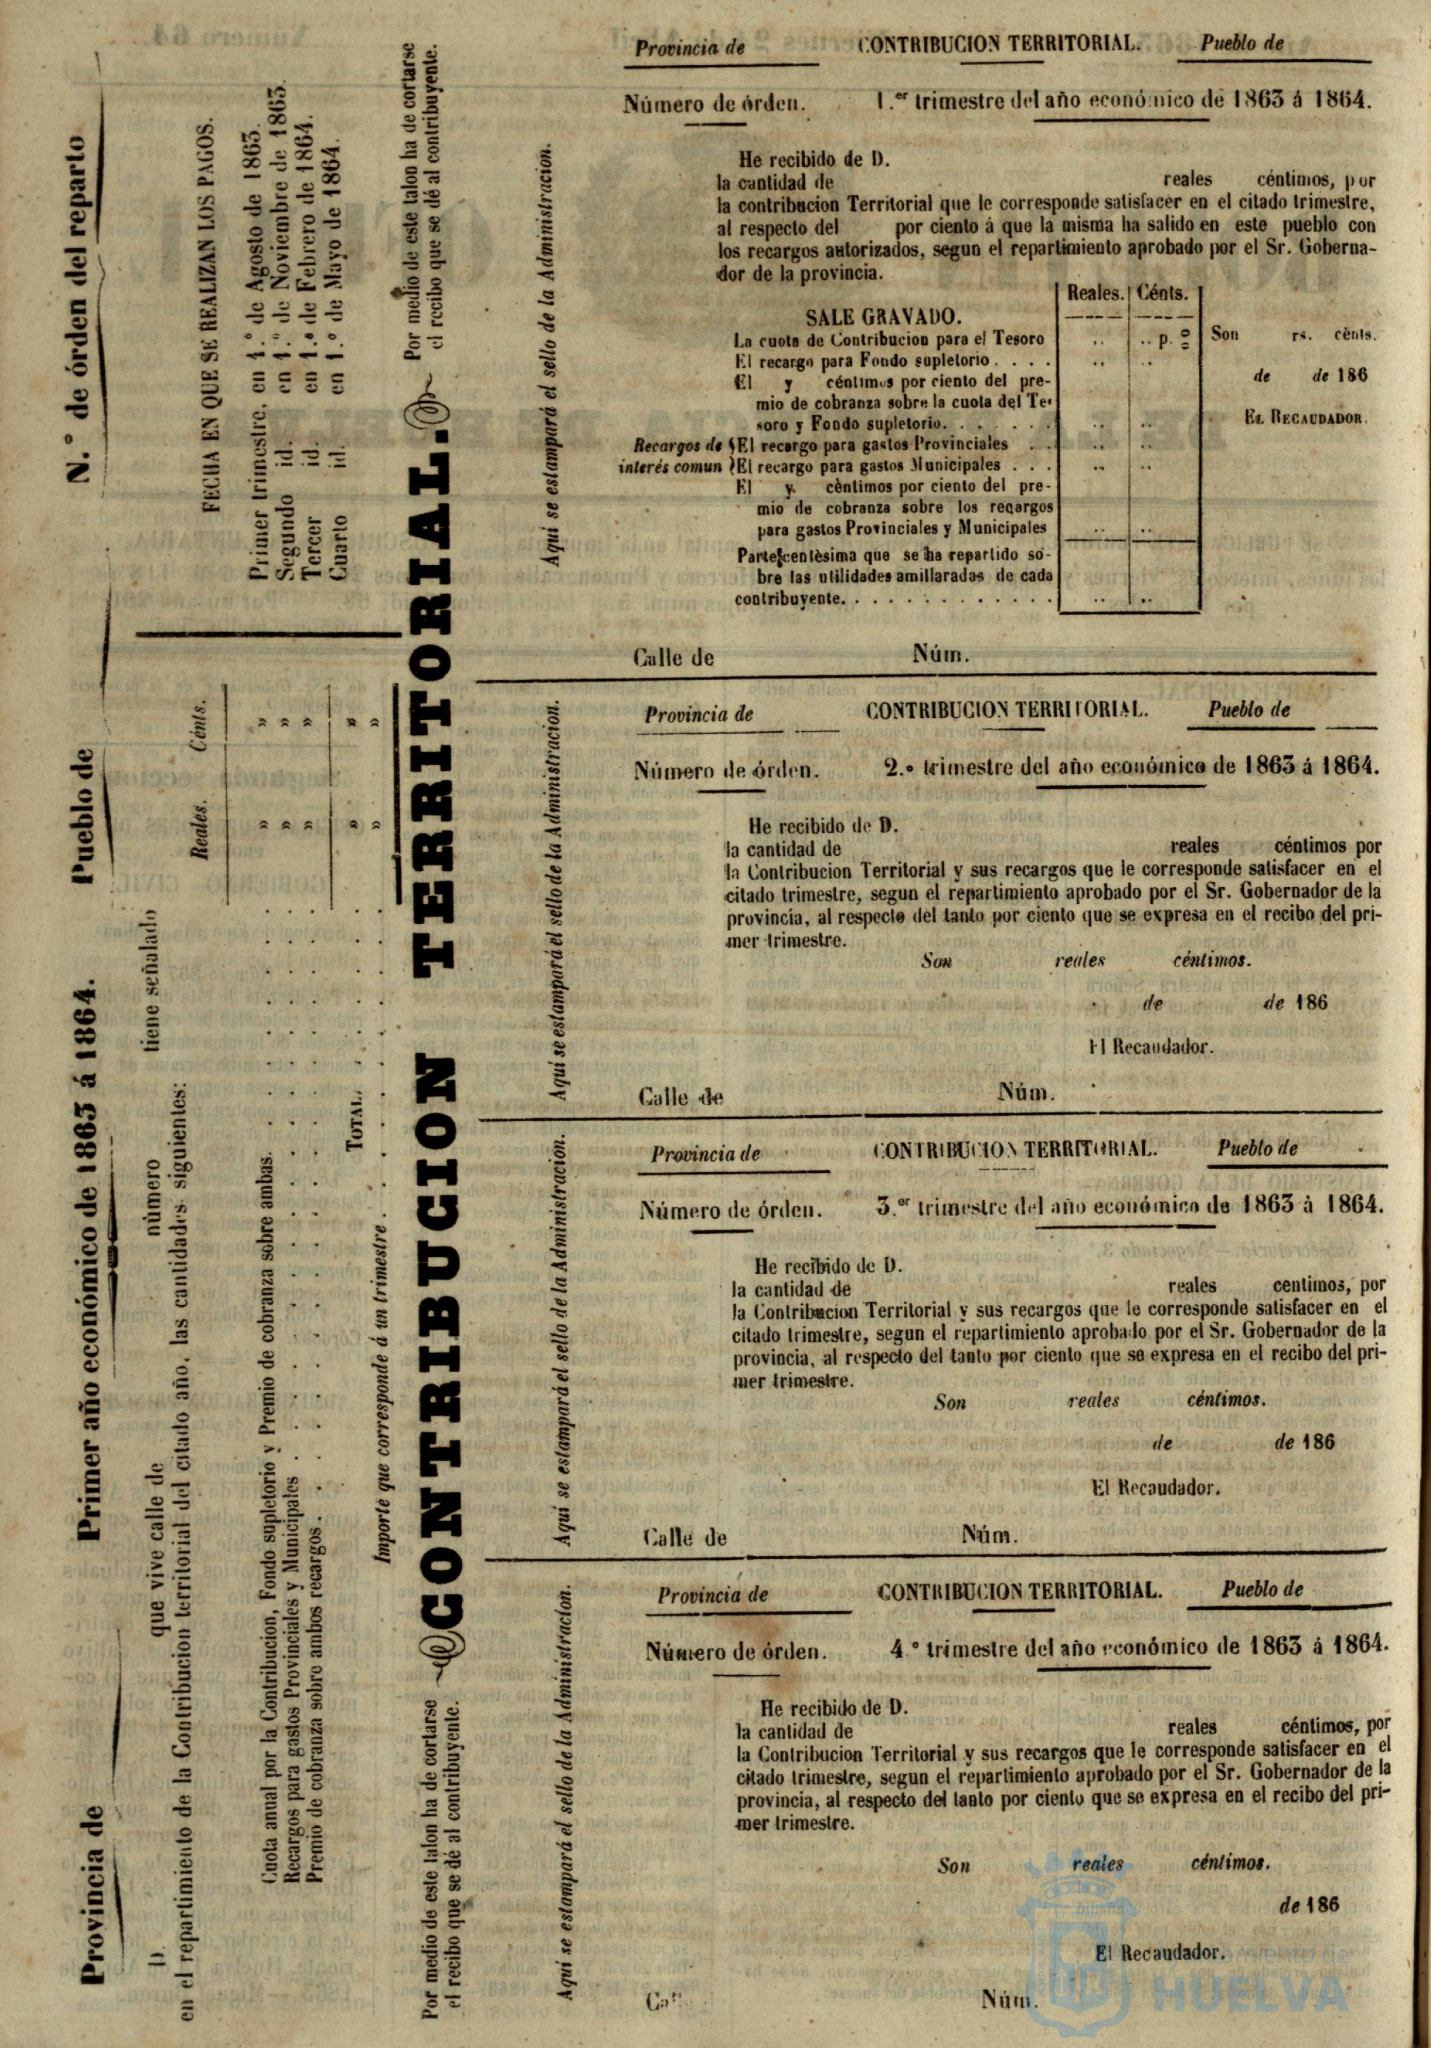 Provincia de
Primer año económico de 1863 á 1864.
Pueblo de
N.º de órden del reparto
D. que vive calle de número tiene señalado
en el repartimiento de la Contribucion territorial del citado año, las cantidades siguientes:
Reales. Cénts.
Cuota anual por la Contribucion, Fondo supletorio y Premio de cobranza sobre ambas. » »
Recargos para gastos Provinciales y Municipales . . . » »
Premio de cobranza sobre ambos recargos . . . » »
TOTAL. » »
Importe que corresponde á un trimestre . . . » »
FECHA EN QUE SE REALIZAN LOS PAGOS.
Primer trimestre, en 1.º de Agosto de 1863.
Segundo id. en 1.º de Noviembre de 1863.
Tercer id. en 1.º de Febrero de 1864.
Cuarto id. en 1.º de Mayo de 1864.
Por medio de este talon ha de cortarse
el recibo que se dé al contribuyente.
CONTRIBUCION TERRITORIAL.
Por medio de este talon ha de cortarse
el recibo que se dé al contribuyente.
Aquí se estampará el sello de la Administracion.
Provincia de CONTRIBUCION TERRITORIAL. Pueblo de
Número de órden. 1.er trimestre del año económico de 1863 á 1864.
He recibido de D.
la cantidad de reales céntimos, por
la contribucion Territorial que le corresponde satisfacer en el citado trimestre,
al respecto del por ciento á que la misma ha salido en este pueblo con
los recargos autorizados, segun el repartimiento aprobado por el Sr. Goberna-
dor de la provincia.
Reales. Cénts.
SALE GRAVADO.
La cuota de Contribucion para el Tesoro .. .. p.
El recargo para Fondo supletorio . . . . .. ..
El y céntimos por ciento del pre-
mio de cobranza sobre la cuota del Te-
soro y Fondo supletorio. . . . . . .. ..
Recargos de El recargo para gastos Provinciales . . .. ..
interés comun El recargo para gastos Municipales . . . .. ..
El y. cèntimos por ciento del pre-
mio de cobranza sobre los recargos
para gastos Provinciales y Municipales .. ..
Parte centèsima que se ha repartido so-
bre las utilidades amillaradas de cada
contribuyente. . . . . . . . . . . . .. ..
Son rs. cènts.
de de 186
EL RECAUDADOR.
Calle de Núm.
Aquí se estampará el sello de la Administracion.
Provincia de CONTRIBUCION TERRITORIAL. Pueblo de
Número de órden. 2.º trimestre del año económico de 1863 á 1864.
He recibido de D.
la cantidad de reales céntimos por
la Contribucion Territorial y sus recargos que le corresponde satisfacer en el
citado trimestre, segun el repartimiento aprobado por el Sr. Gobernador de la
provincia, al respecto del tanto por ciento que se expresa en el recibo del pri-
mer trimestre.
Son reales céntimos.
de de 186
El Recaudador.
Calle de Núm.
Aquí se estampará el sello de la Administracion.
Provincia de CONTRIBUCION TERRITORIAL. Pueblo de
Número de órden. 3.er trimestre del año económico de 1863 á 1864.
He recibido de D.
la cantidad de reales centimos, por
la Contribucion Territorial y sus recargos que le corresponde satisfacer en el
citado trimestre, segun el repartimiento aprobado por el Sr. Gobernador de la
provincia, al respecto del tanto por ciento que se expresa en el recibo del pri-
mer trimestre.
Son reales céntimos.
de de 186
El Recaudador.
Calle de Núm.
Aquí se estampará el sello de la Administracion.
Provincia de CONTRIBUCION TERRITORIAL. Pueblo de
Número de órden. 4.º trimestre del año económico de 1863 á 1864.
He recibido de D.
la cantidad de reales céntimos, por
la Contribucion Territorial y sus recargos que le corresponde satisfacer en el
citado trimestre, segun el repartimiento aprobado por el Sr. Gobernador de la
provincia, al respecto del tanto por ciento que se expresa en el recibo del pri-
mer trimestre.
Son reales céntimos.
de 186
El Recaudador.
Núm.
HUELVA